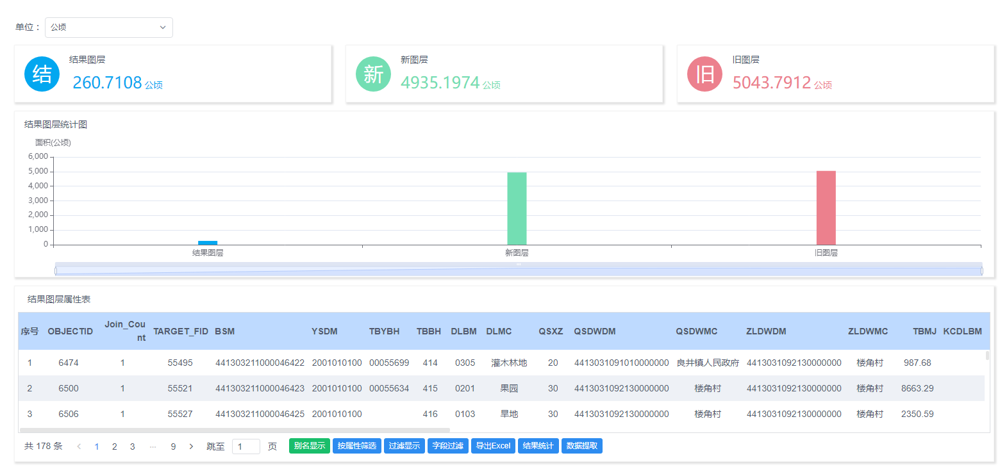 单位： 公顷
结 结果图层 260.7108 公顷
新 新图层 4935.1974 公顷
旧 旧图层 5043.7912 公顷
结果图层统计图
面积(公顷)
6,000
5,000
4,000
3,000
2,000
1,000
0
结果图层 新图层 旧图层
结果图层属性表
序号 OBJECTID Join_Count TARGET_FID BSM YSDM TBYBH TBBH DLBM DLMC QSXZ QSDWDM QSDWMC ZLDWDM ZLDWMC TBMJ KCDLBM
1 6474 1 55495 441303211000046422 2001010100 00055699 414 0305 灌木林地 20 4413031091010000000 良井镇人民政府 4413031092130000000 楼角村 987.68
2 6500 1 55521 441303211000046423 2001010100 00055634 415 0201 果园 30 4413031092130000000 楼角村 4413031092130000000 楼角村 8663.29
3 6506 1 55527 441303211000046425 2001010100 416 0103 旱地 30 4413031092130000000 楼角村 4413031092130000000 楼角村 2350.59
共 178 条 1 2 3 ··· 9 跳至 1 页 别名显示 按属性筛选 过滤显示 字段过滤 导出Excel 结果统计 数据提取